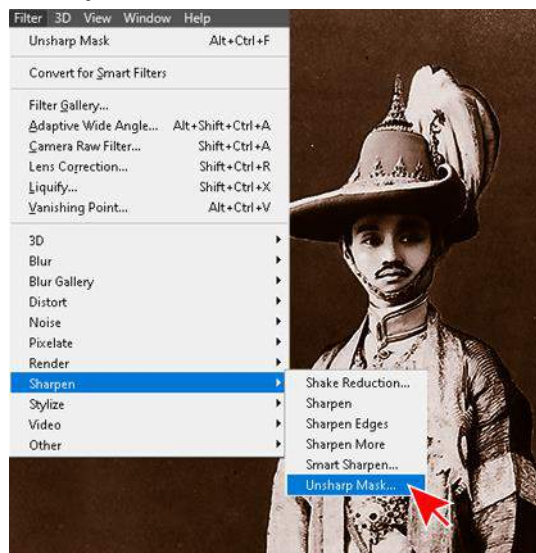 Filter 3D View Window Help
Unsharp Mask Alt+Ctrl+F
Convert for Smart Filters
Filter Gallery...
Adaptive Wide Angle... Alt+Shift+Ctrl+A
Camera Raw Filter... Shift+Ctrl+A
Lens Correction... Shift+Ctrl+R
Liquify... Shift+Ctrl+X
Vanishing Point... Alt+Ctrl+V
3D
Blur
Blur Gallery
Distort
Noise
Pixelate
Render
Sharpen
Stylize
Video
Other
Shake Reduction...
Sharpen
Sharpen Edges
Sharpen More
Smart Sharpen...
Unsharp Mask...